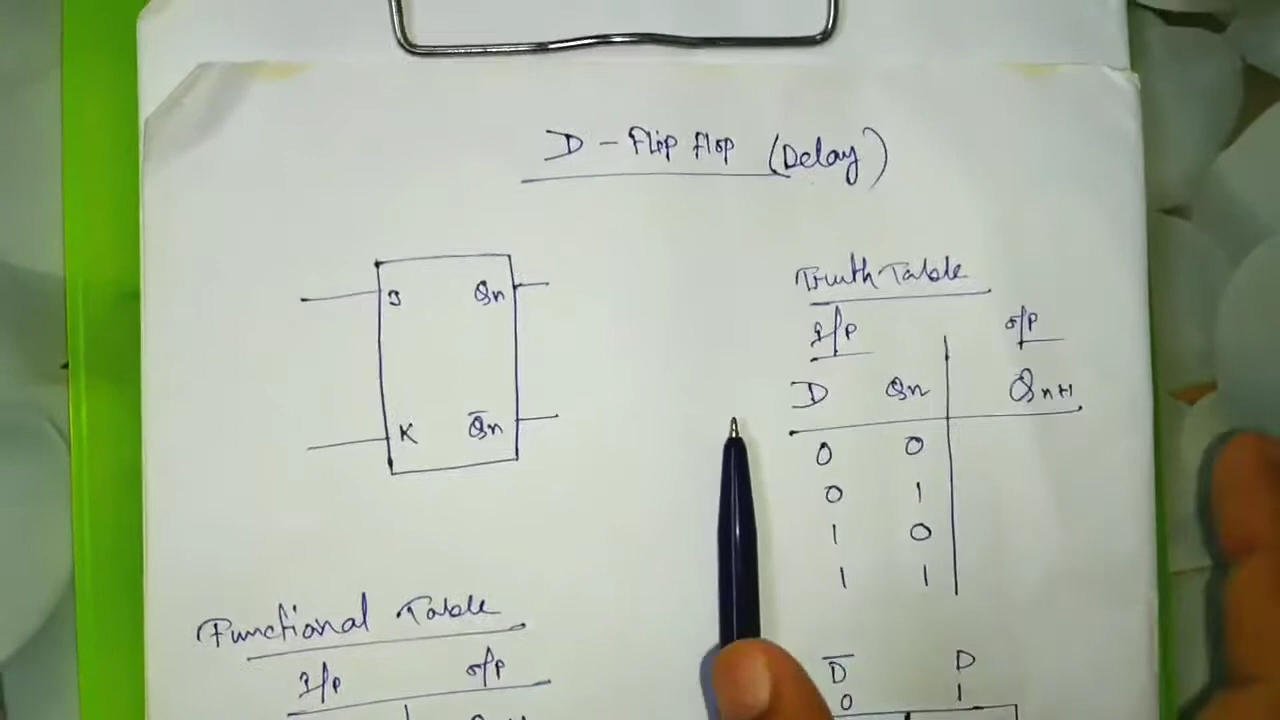 D - Flip flop (Delay)
J Qn
K Q̅n
Truth Table
I/P O/P
D Qn Qn+1
0 0
0 1
1 0
1 1
Functional Table
I/P O/P
D̅ D
0 1